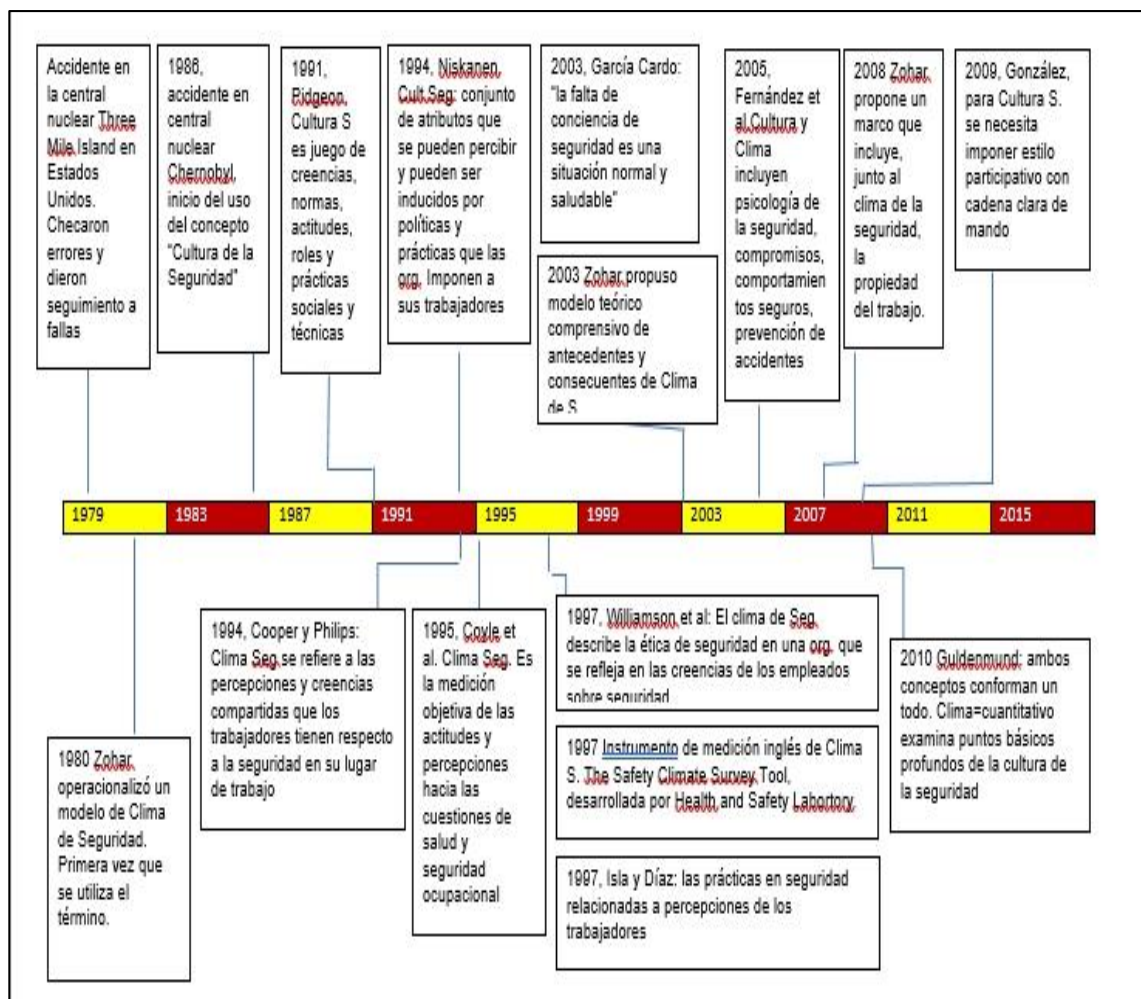 Accidente en
la central
nuclear Three
Mile Island en
Estados
Unidos.
Checaron
errores y
dieron
seguimiento a
fallas
1986,
accidente en
central
nuclear
Chernobyl,
inicio del uso
del concepto
"Cultura de la
Seguridad"
1991,
Pidgeon,
Cultura S
es juego de
creencias,
normas,
actitudes,
roles y
prácticas
sociales y
técnicas
1994, Niskanen,
Cult.Seg: conjunto
de atributos que
se pueden percibir
y pueden ser
inducidos por
políticas y
prácticas que las
org. Imponen a
sus trabajadores
2003, García Cardo:
"la falta de
conciencia de
seguridad es una
situación normal y
saludable"
2003 Zohar propuso
modelo teórico
comprensivo de
antecedentes y
consecuentes de Clima
de S
2005,
Fernández et
al Cultura y
Clima
incluyen
psicología de
la seguridad,
compromisos,
comportamien
tos seguros,
prevención de
accidentes
2008 Zohar,
propone un
marco que
incluye,
junto al
clima de la
seguridad,
la
propiedad
del trabajo.
2009, González,
para Cultura S.
se necesita
imponer estilo
participativo con
cadena clara de
mando
1979
1983
1987
1991
1995
1999
2003
2007
2011
2015
1980 Zohar,
operacionalizó un
modelo de Clima
de Seguridad.
Primera vez que
se utiliza el
término.
1994, Cooper y Philips:
Clima Seg se refiere a las
percepciones y creencias
compartidas que los
trabajadores tienen respecto
a la seguridad en su lugar
de trabajo
1995, Coyle et
al. Clima Seg. Es
la medición
objetiva de las
actitudes y
percepciones
hacia las
cuestiones de
salud y
seguridad
ocupacional
1997, Williamson et al: El clima de Seg.
describe la ética de seguridad en una org. que
se refleja en las creencias de los empleados
sobre seguridad
1997 Instrumento de medición inglés de Clima
S. The Safety Climate Survey Tool,
desarrollada por Health and Safety Labortory
1997, Isla y Díaz: las prácticas en seguridad
relacionadas a percepciones de los
trabajadores
2010 Guldenmund: ambos
conceptos conforman un
todo. Clima=cuantitativo
examina puntos básicos
profundos de la cultura de
la seguridad